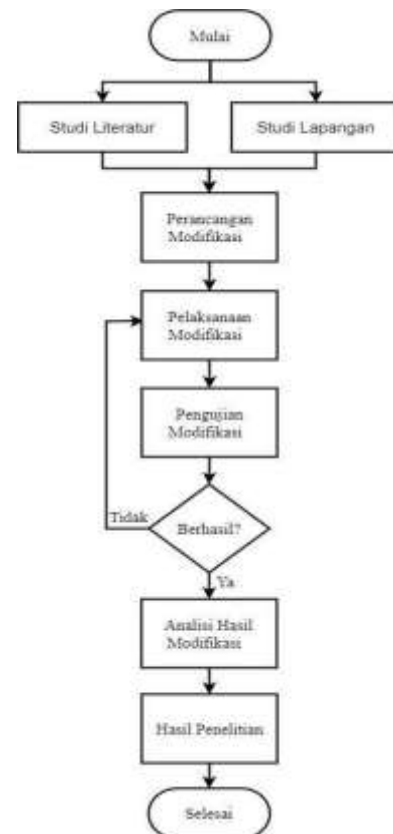 Mulai
Studi Literatur
Studi Lapangan
Perancangan
Modifikasi
Pelaksanaan
Modifikasi
Pengujian
Modifikasi
Tidak
Berhasil?
Ya
Analisi Hasil
Modifikasi
Hasil Penelitian
Selesai